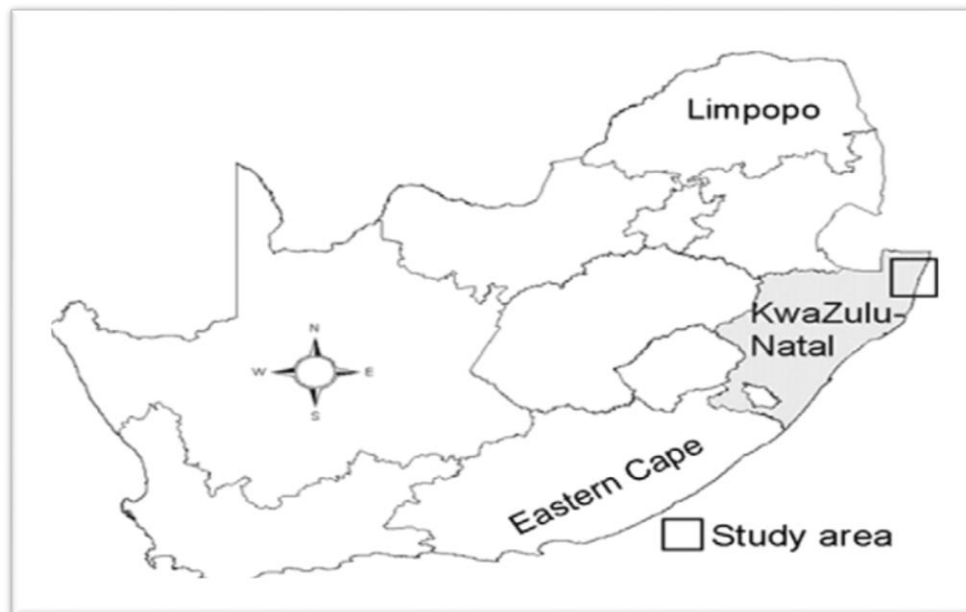 Limpopo
KwaZulu-
Natal
N
W E
S
Eastern Cape
Study area